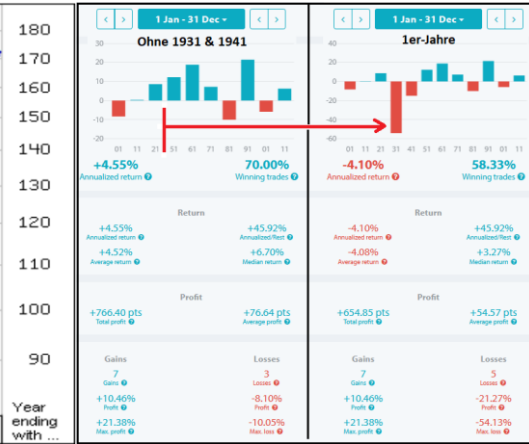 180
170
160
150
140
130
120
110
100
90
Year
ending
with ...
1 Jan - 31 Dec
Ohne 1931 & 1941
30
20
10
0
-10
-20
01 11 21 51 61 71 81 91 01 11
+4.55%
Annualized return
70.00%
Winning trades
Return
+4.55%
Annualized return
+45.92%
Annualized/Rest
+4.52%
Average return
+6.70%
Median return
Profit
+766.40 pts
Total profit
+76.64 pts
Average profit
Gains
Losses
7
Gains
3
Losses
+10.46%
Profit
-8.10%
Profit
+21.38%
Max. profit
-10.05%
Max. loss
1 Jan - 31 Dec
1er-Jahre
40
20
0
-20
-40
-60
01 11 21 31 41 51 61 71 81 91 01 11
-4.10%
Annualized return
58.33%
Winning trades
Return
-4.10%
Annualized return
+45.92%
Annualized/Rest
-4.08%
Average return
+3.27%
Median return
Profit
+654.85 pts
Total profit
+54.57 pts
Average profit
Gains
Losses
7
Gains
5
Losses
+10.46%
Profit
-21.27%
Profit
+21.38%
Max. profit
-54.13%
Max. loss